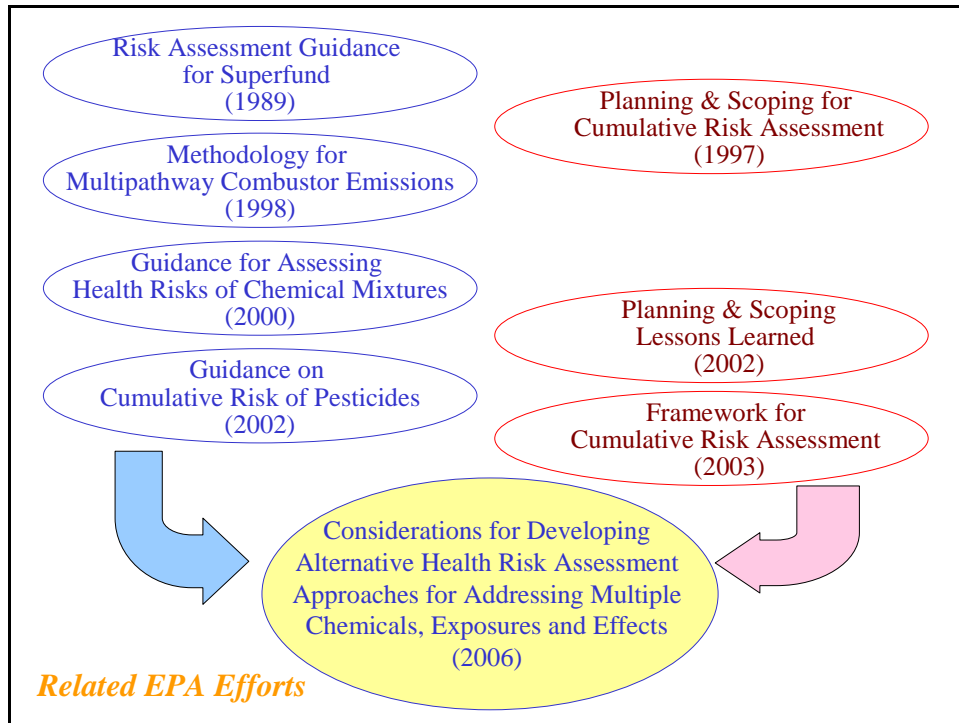 Risk Assessment Guidance
for Superfund
(1989)
Methodology for
Multipathway Combustor Emissions
(1998)
Guidance for Assessing
Health Risks of Chemical Mixtures
(2000)
Guidance on
Cumulative Risk of Pesticides
(2002)
Planning & Scoping for
Cumulative Risk Assessment
(1997)
Planning & Scoping
Lessons Learned
(2002)
Framework for
Cumulative Risk Assessment
(2003)
Considerations for Developing
Alternative Health Risk Assessment
Approaches for Addressing Multiple
Chemicals, Exposures and Effects
(2006)
Related EPA Efforts